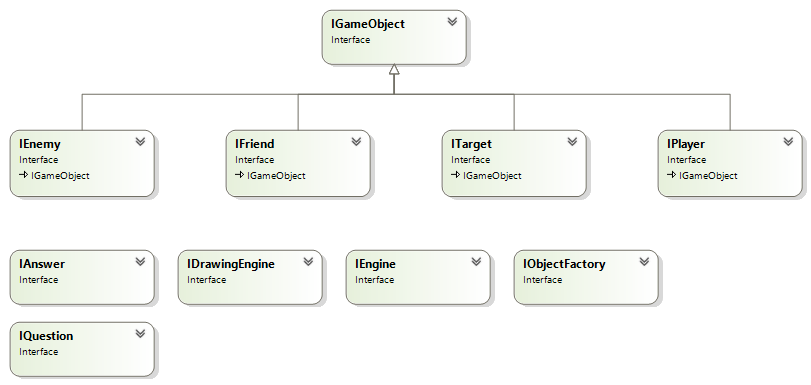 IGameObject
Interface
IEnemy
Interface
IGameObject
IFriend
Interface
IGameObject
ITarget
Interface
IGameObject
IPlayer
Interface
IGameObject
IAnswer
Interface
IDrawingEngine
Interface
IEngine
Interface
IObjectFactory
Interface
IQuestion
Interface